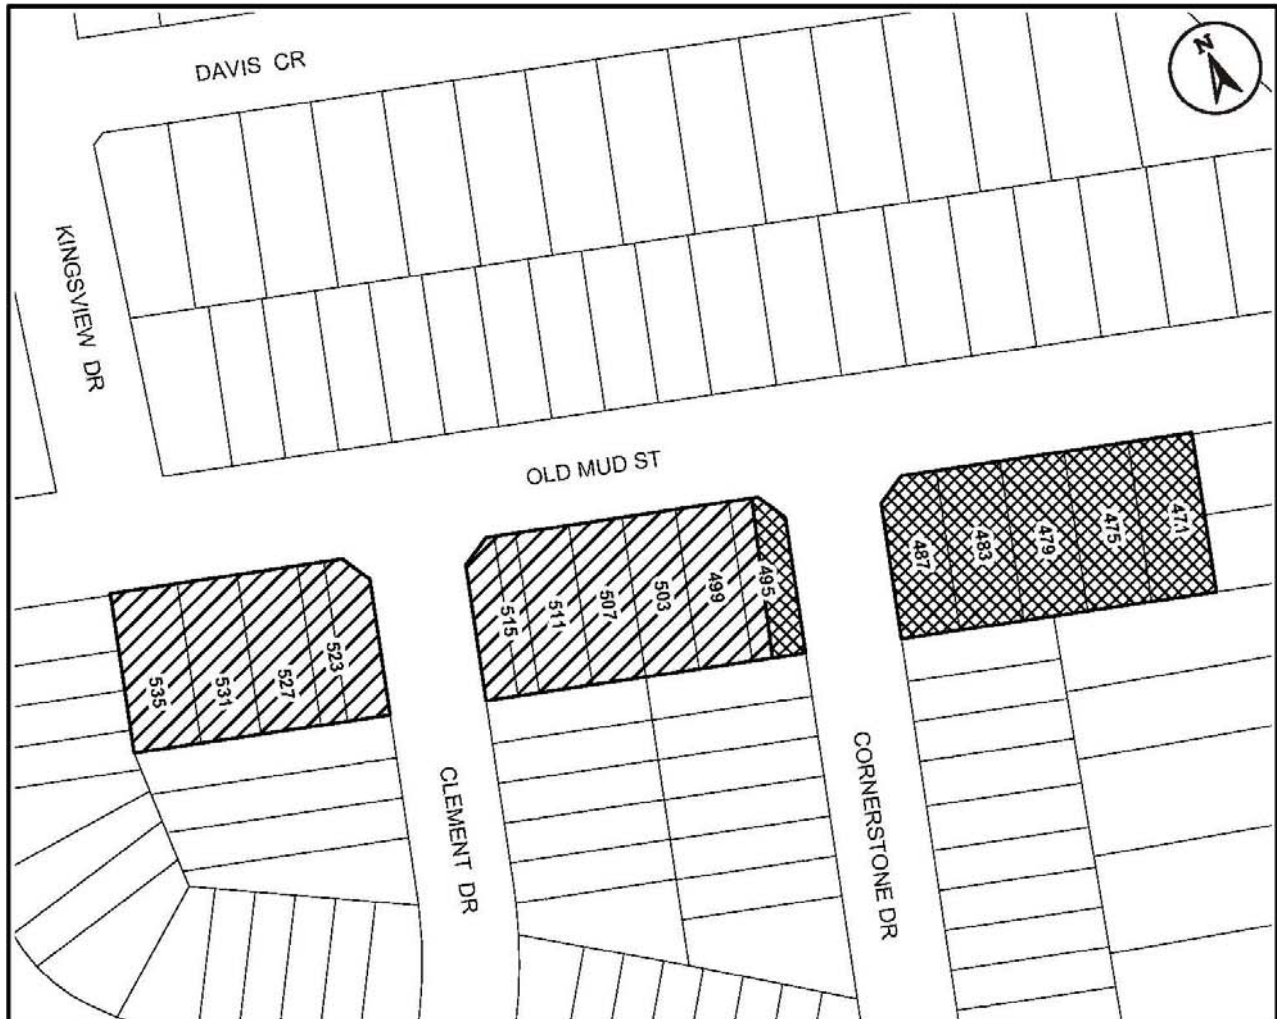 DAVIS CR
N
KINGSVIEW DR
OLD MUD ST
487
483
479
475
471
515
511
507
503
499
495
535
531
527
523
CLEMENT DR
CORNERSTONE DR